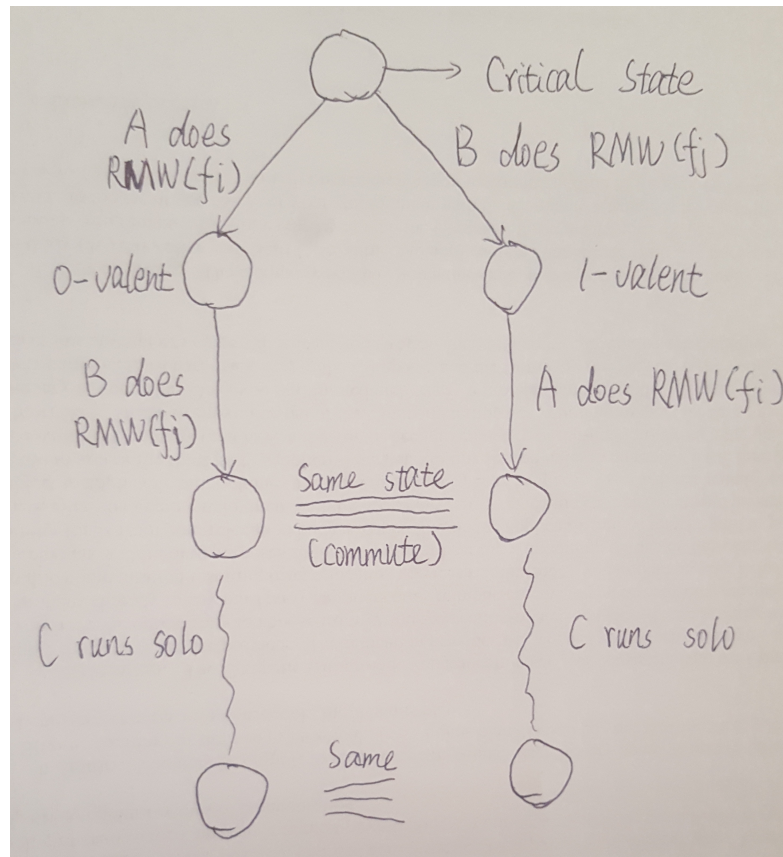 Critical State
A does
RMW(fi)
B does RMW(fj)
0-valent
1-valent
B does
RMW(fj)
A does RMW(fi)
Same state
(commute)
C runs solo
C runs solo
Same